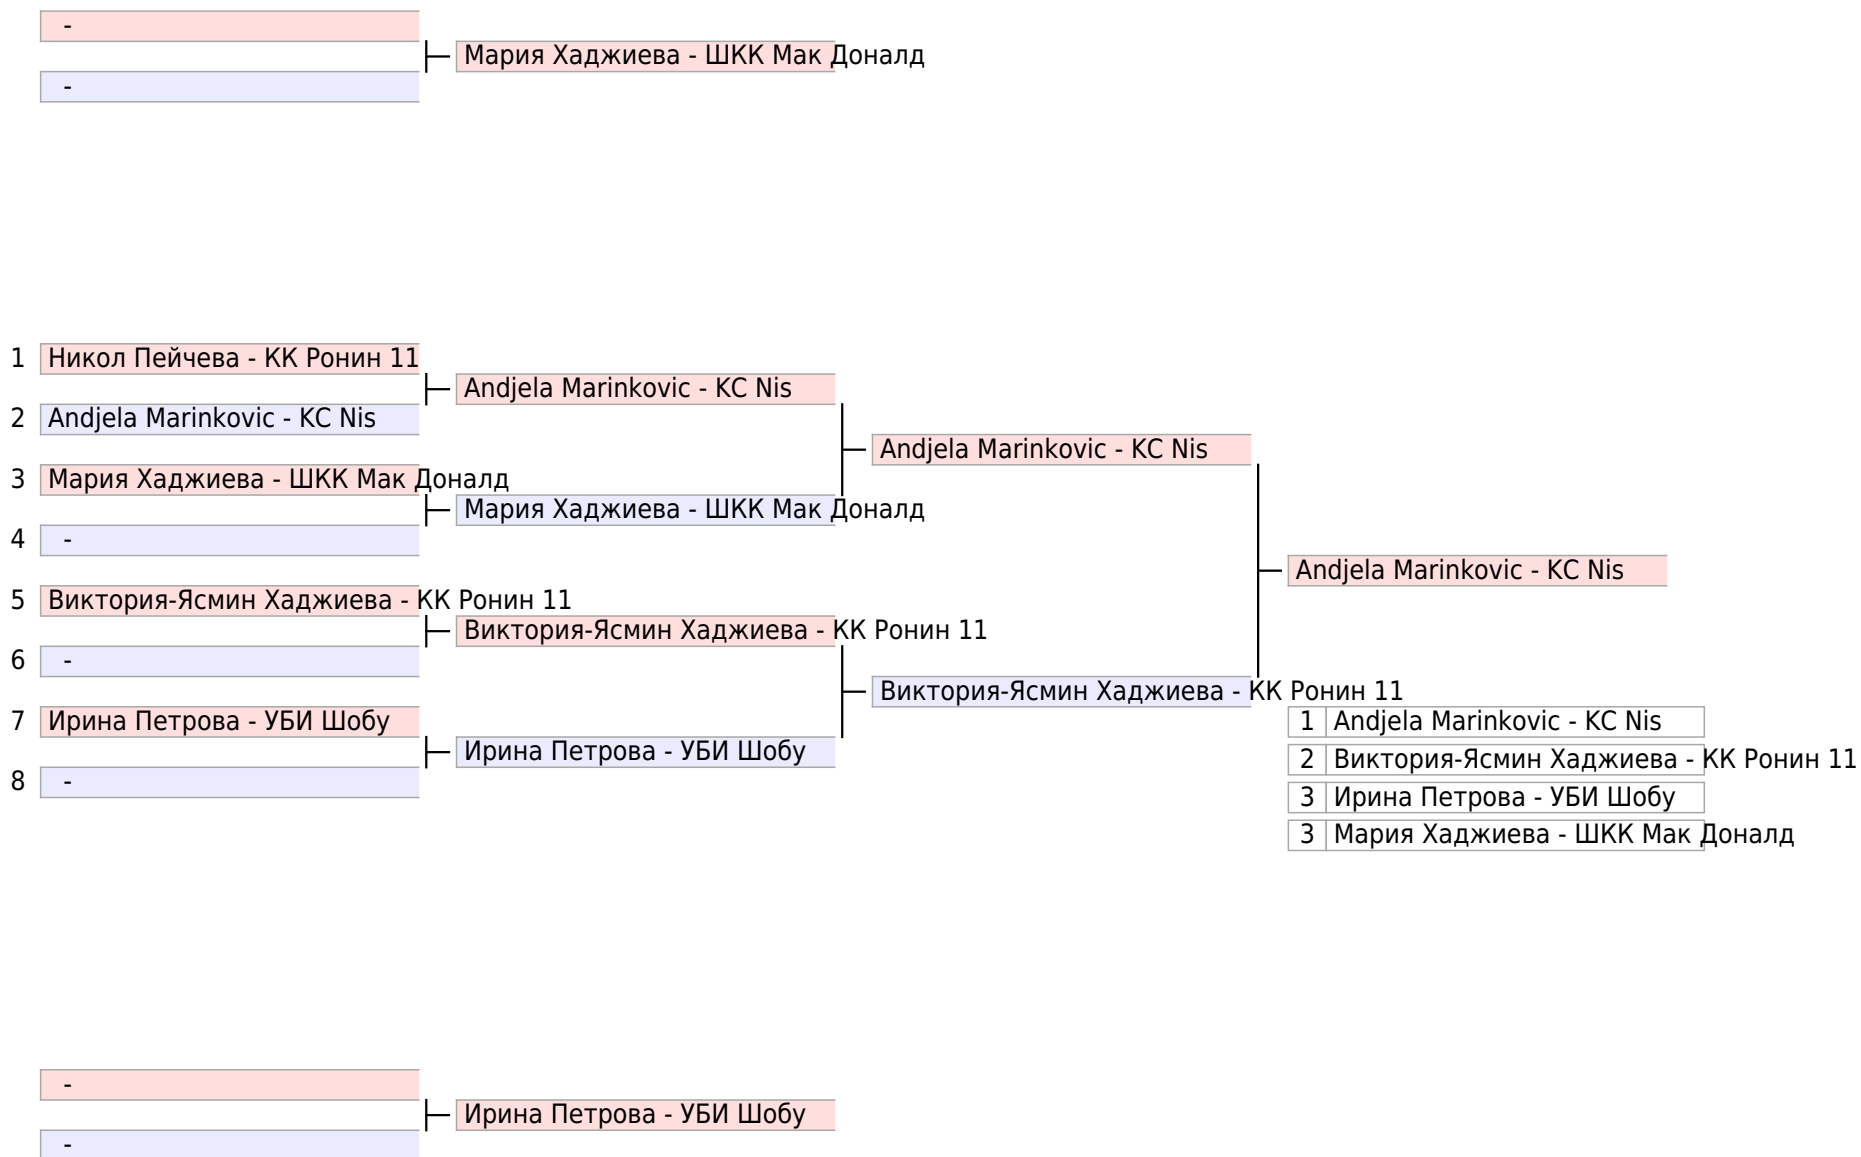 -
Мария Хаджиева - ШКК Мак Доналд
-
1 Никол Пейчева - КК Ронин 11
Andjela Marinkovic - KC Nis
2 Andjela Marinkovic - KC Nis
Andjela Marinkovic - KC Nis
3 Мария Хаджиева - ШКК Мак Доналд
Мария Хаджиева - ШКК Мак Доналд
4 -
Andjela Marinkovic - KC Nis
5 Виктория-Ясмин Хаджиева - КК Ронин 11
Виктория-Ясмин Хаджиева - КК Ронин 11
6 -
Виктория-Ясмин Хаджиева - КК Ронин 11
7 Ирина Петрова - УБИ Шобу
1 Andjela Marinkovic - KC Nis
Ирина Петрова - УБИ Шобу
2 Виктория-Ясмин Хаджиева - КК Ронин 11
8 -
3 Ирина Петрова - УБИ Шобу
3 Мария Хаджиева - ШКК Мак Доналд
-
Ирина Петрова - УБИ Шобу
-